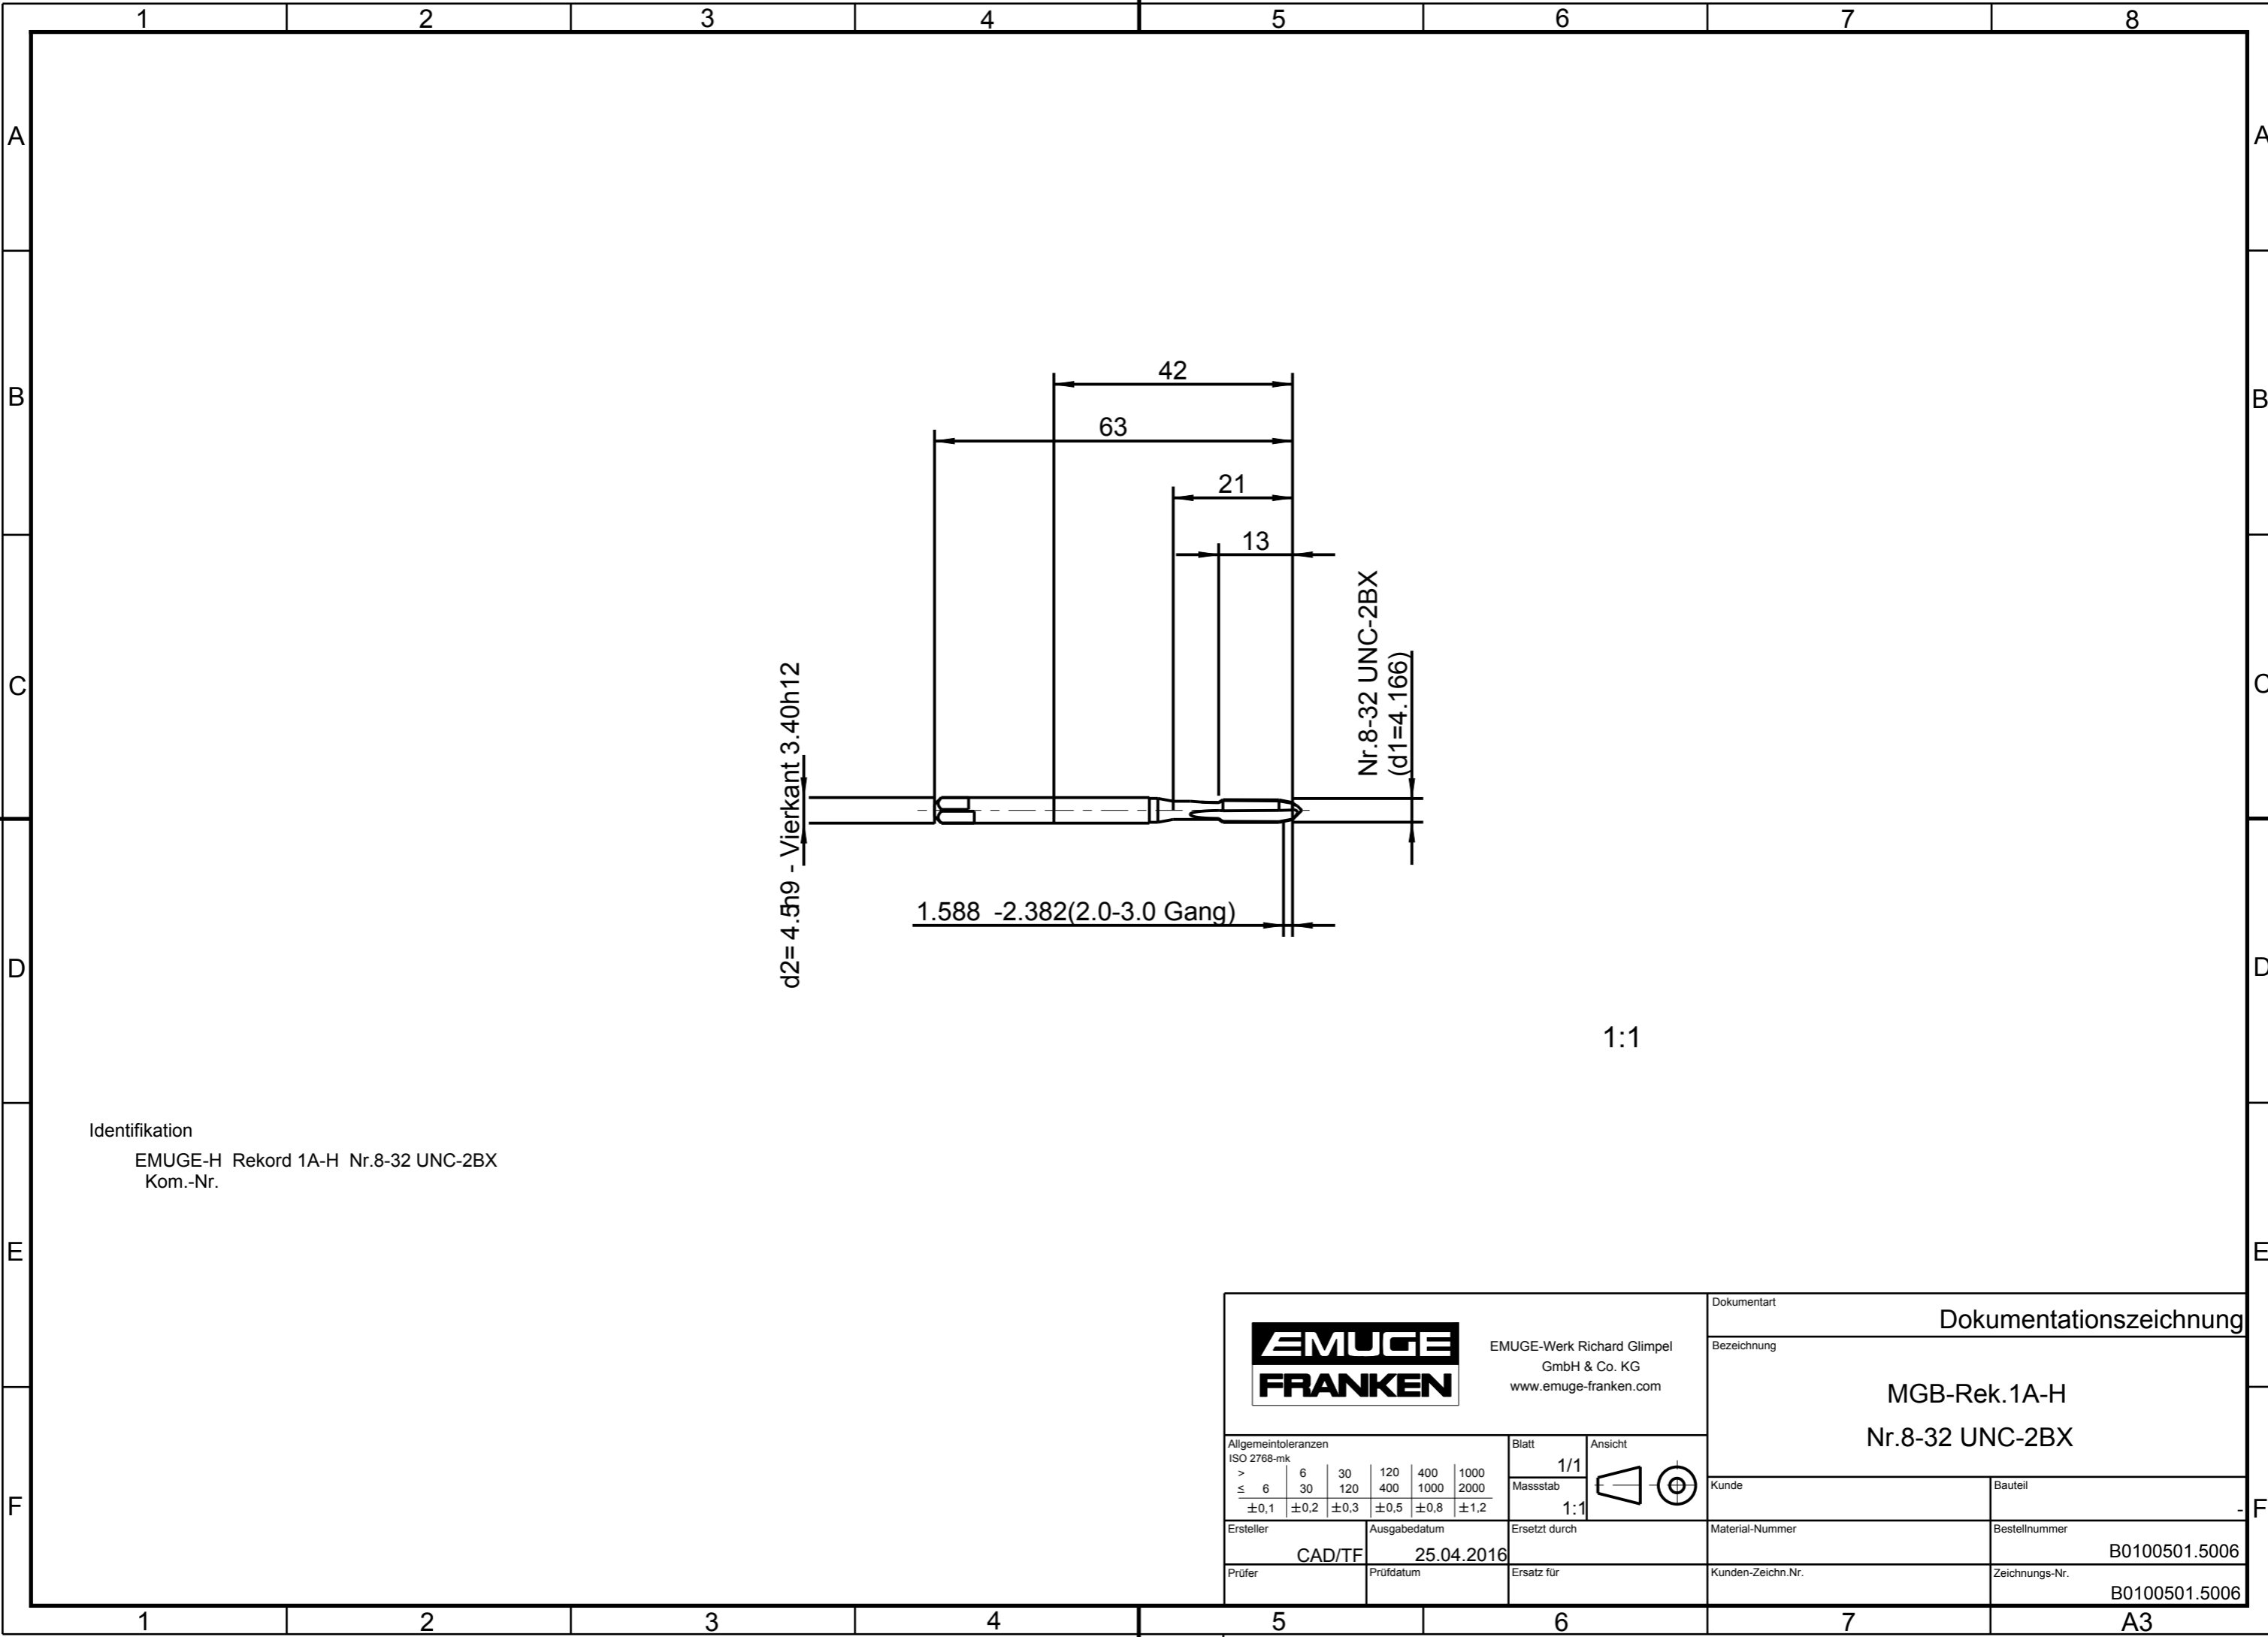 1 2 3 4 5 6 7 8
A A
B B
C C
D D
E E
F F
42
63
21
13
Nr.8-32 UNC-2BX
(d1=4.166)
d2= 4.5h9 - Vierkant 3.40h12
1.588 -2.382(2.0-3.0 Gang)
1:1
Identifikation
EMUGE-H Rekord 1A-H Nr.8-32 UNC-2BX
Kom.-Nr.
EMUGE
FRANKEN
EMUGE-Werk Richard Glimpel
GmbH & Co. KG
www.emuge-franken.com
Dokumentart
Dokumentationszeichnung
Bezeichnung
MGB-Rek.1A-H
Nr.8-32 UNC-2BX
Allgemeintoleranzen
ISO 2768-mk
> 6 30 120 400 1000
≤ 6 30 120 400 1000 2000
±0,1 ±0,2 ±0,3 ±0,5 ±0,8 ±1,2
Blatt
1/1
Ansicht
Massstab
1:1
Kunde
Bauteil
-
Ersteller
CAD/TF
Ausgabedatum
25.04.2016
Ersetzt durch
Material-Nummer
Bestellnummer
B0100501.5006
Prüfer
Prüfdatum
Ersatz für
Kunden-Zeichn.Nr.
Zeichnungs-Nr.
B0100501.5006
1 2 3 4 5 6 7 A3